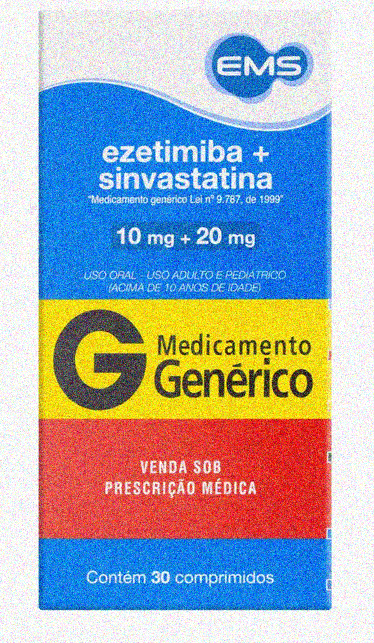 EMS
ezetimiba +
sinvastatina
"Medicamento genérico Lei nº 9.787, de 1999"
10 mg + 20 mg
USO ORAL - USO ADULTO E PEDIÁTRICO
(ACIMA DE 10 ANOS DE IDADE)
G Medicamento
Genérico
VENDA SOB
PRESCRIÇÃO MÉDICA
Contém 30 comprimidos